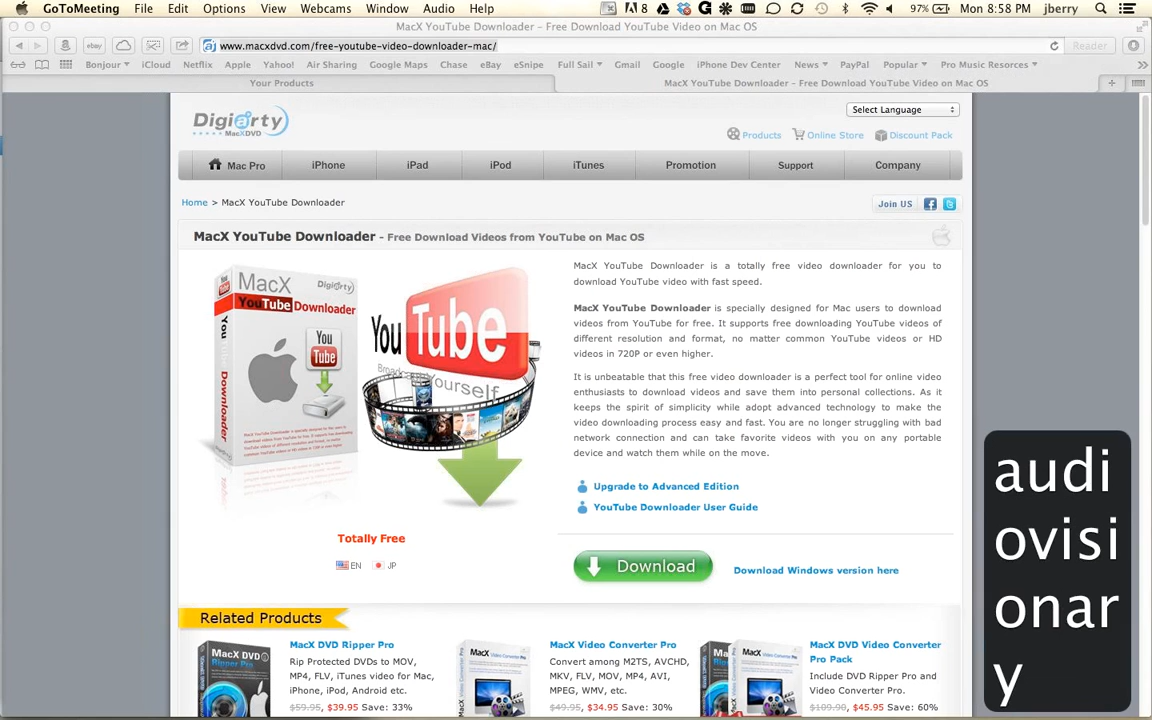 GoToMeeting File Edit Options View Webcams Window Audio Help 8 97% Mon 8:58 PM jberry
MacX YouTube Downloader – Free Download YouTube Video on Mac OS
ebay www.macxdvd.com/free-youtube-video-downloader-mac/ Reader
Bonjour iCloud Netflix Apple Yahoo! Air Sharing Google Maps Chase eBay eSnipe Full Sail Gmail Google iPhone Dev Center News PayPal Popular Pro Music Resorces
Your Products MacX YouTube Downloader – Free Download YouTube Video on Mac OS
Select Language
Digiarty
MacXDVD
Products Online Store Discount Pack
Mac Pro iPhone iPad iPod iTunes Promotion Support Company
Home > MacX YouTube Downloader
Join US
MacX YouTube Downloader - Free Download Videos from YouTube on Mac OS
MacX YouTube Downloader is a totally free video downloader for you to
download YouTube video with fast speed.
MacX YouTube Downloader is specially designed for Mac users to download
videos from YouTube for free. It supports free downloading YouTube videos of
different resolution and format, no matter common YouTube videos or HD
videos in 720P or even higher.
It is unbeatable that this free video downloader is a perfect tool for online video
enthusiasts to download videos and save them into personal collections. As it
keeps the spirit of simplicity while adopt advanced technology to make the
video downloading process easy and fast. You are no longer struggling with bad
network connection and can take favorite videos with you on any portable
device and watch them while on the move.
MacX Digiarty
YouTube Downloader
You Tube Downloader
You
Tube
You Tube
Broadcast Yourself
Upgrade to Advanced Edition
YouTube Downloader User Guide
Totally Free
EN JP
Download
Download Windows version here
Related Products
MacX DVD Ripper Pro
Rip Protected DVDs to MOV,
MP4, FLV, iTunes video for Mac,
iPhone, iPod, Android etc.
$59.95, $39.95 Save: 33%
MacX DVD
Ripper Pro
MacX Video Converter Pro
Convert among M2TS, AVCHD,
MKV, FLV, MOV, MP4, AVI,
MPEG, WMV, etc.
$49.95, $34.95 Save: 30%
MacX DVD Video Converter
Pro Pack
Include DVD Ripper Pro and
Video Converter Pro.
$109.90, $45.95 Save: 60%
audi
ovisi
onar
y